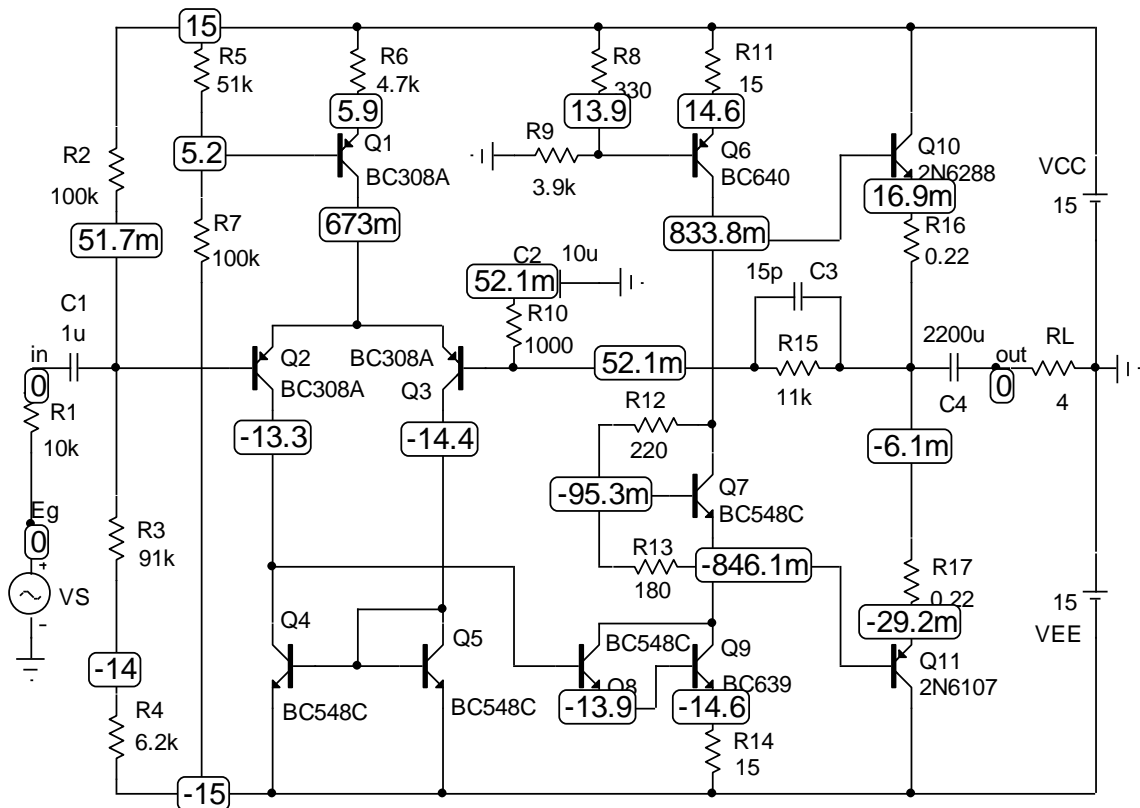 15
R5
51k
R6
4.7k
R8
330
R11
15
5.9
13.9
14.6
R2
100k
5.2
Q1
BC308A
R9
3.9k
Q6
BC640
Q10
2N6288
VCC
15
51.7m
R7
100k
673m
833.8m
16.9m
R16
0.22
C2
10u
52.1m
15p
C3
C1
1u
R10
1000
2200u
in
0
Q2
BC308A
BC308A
Q3
52.1m
R15
11k
out
0
RL
4
C4
R1
10k
R12
220
-13.3
-14.4
-6.1m
-95.3m
Q7
BC548C
Eg
0
R3
91k
R13
180
-846.1m
R17
0.22
15
VEE
+
VS
-
Q4
BC548C
Q5
BC548C
BC548C
Q8
Q9
BC639
-29.2m
Q11
2N6107
-14
-13.9
-14.6
R4
6.2k
R14
15
-15